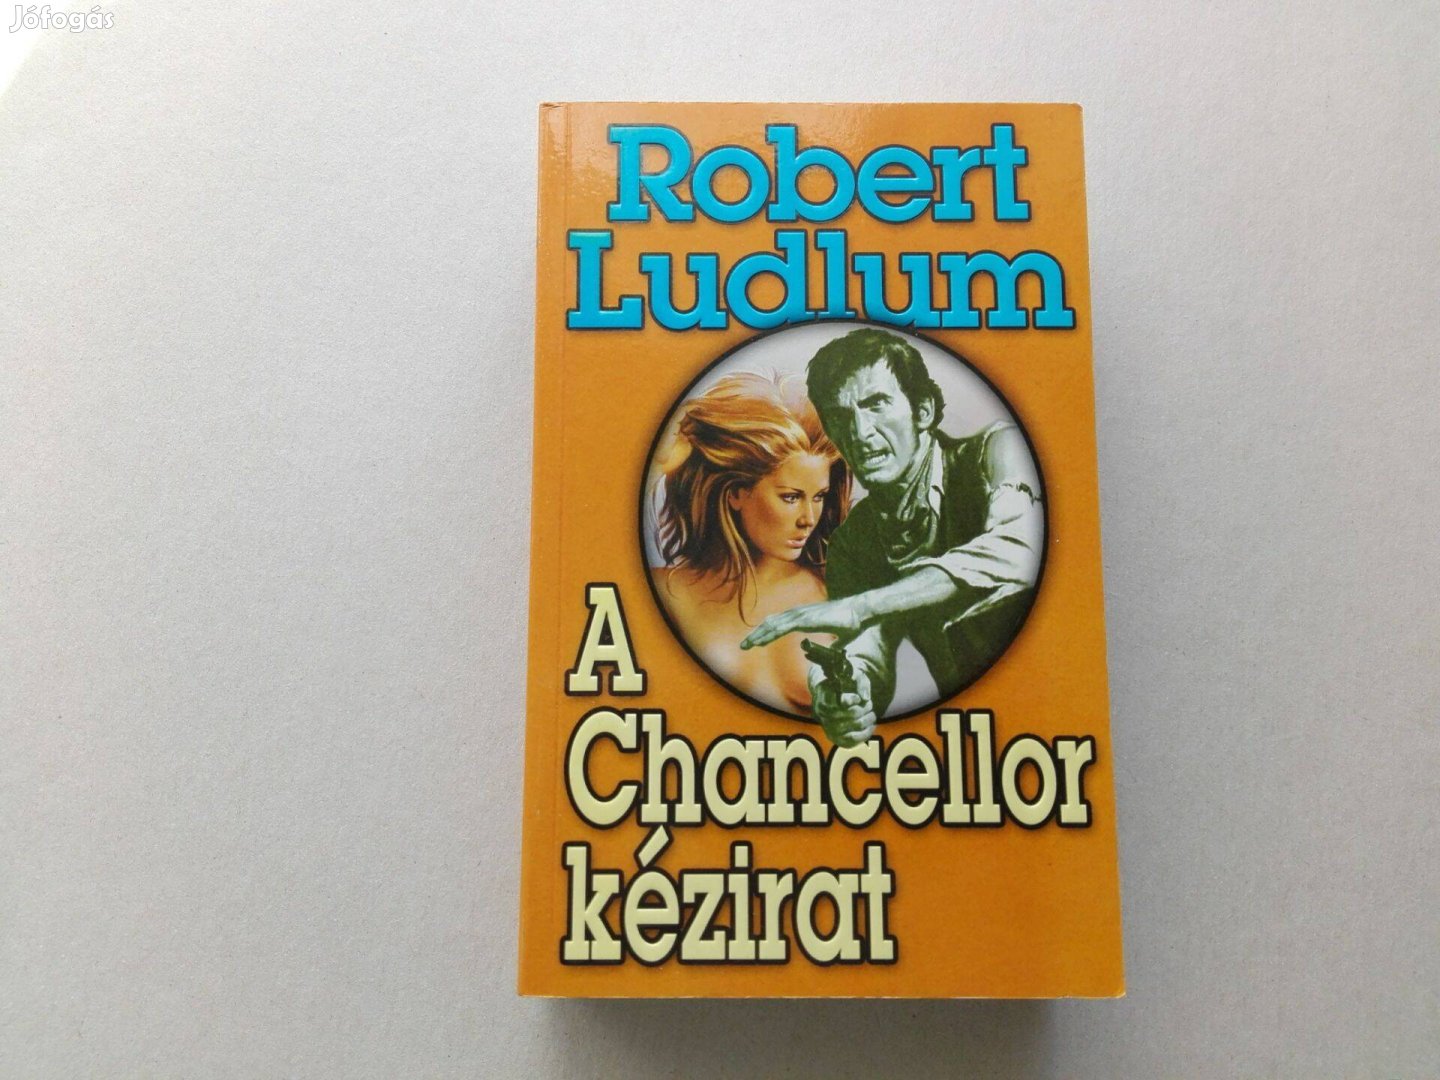 Jófogás
Robert
Ludlum
A
Chancellor
kézirat